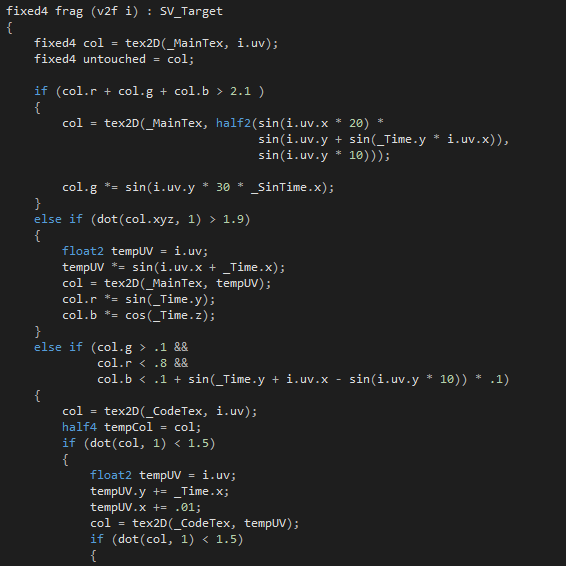 fixed4 frag (v2f i) : SV_Target
{
    fixed4 col = tex2D(_MainTex, i.uv);
    fixed4 untouched = col;

    if (col.r + col.g + col.b > 2.1 )
    {
        col = tex2D(_MainTex, half2(sin(i.uv.x * 20) *
                                    sin(i.uv.y + sin(_Time.y * i.uv.x)),
                                    sin(i.uv.y * 10)));

        col.g *= sin(i.uv.y * 30 * _SinTime.x);
    }
    else if (dot(col.xyz, 1) > 1.9)
    {
        float2 tempUV = i.uv;
        tempUV *= sin(i.uv.x + _Time.x);
        col = tex2D(_MainTex, tempUV);
        col.r *= sin(_Time.y);
        col.b *= cos(_Time.z);
    }
    else if (col.g > .1 &&
             col.r < .8 &&
             col.b < .1 + sin(_Time.y + i.uv.x - sin(i.uv.y * 10)) * .1)
    {
        col = tex2D(_CodeTex, i.uv);
        half4 tempCol = col;
        if (dot(col, 1) < 1.5)
        {
            float2 tempUV = i.uv;
            tempUV.y += _Time.x;
            tempUV.x += .01;
            col = tex2D(_CodeTex, tempUV);
            if (dot(col, 1) < 1.5)
            {